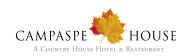 CAMPASPE HOUSE
A COUNTRY HOUSE HOTEL & RESTAURANT